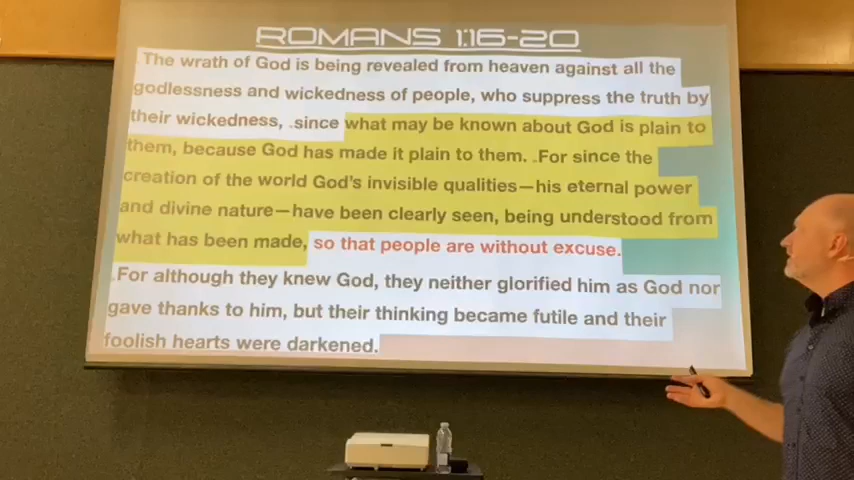 ROMANS 1:16-20
The wrath of God is being revealed from heaven against all the
godlessness and wickedness of people, who suppress the truth by
their wickedness, since what may be known about God is plain to
them, because God has made it plain to them. For since the
creation of the world God's invisible qualities—his eternal power
and divine nature—have been clearly seen, being understood from
what has been made, so that people are without excuse.
For although they knew God, they neither glorified him as God nor
gave thanks to him, but their thinking became futile and their
foolish hearts were darkened.